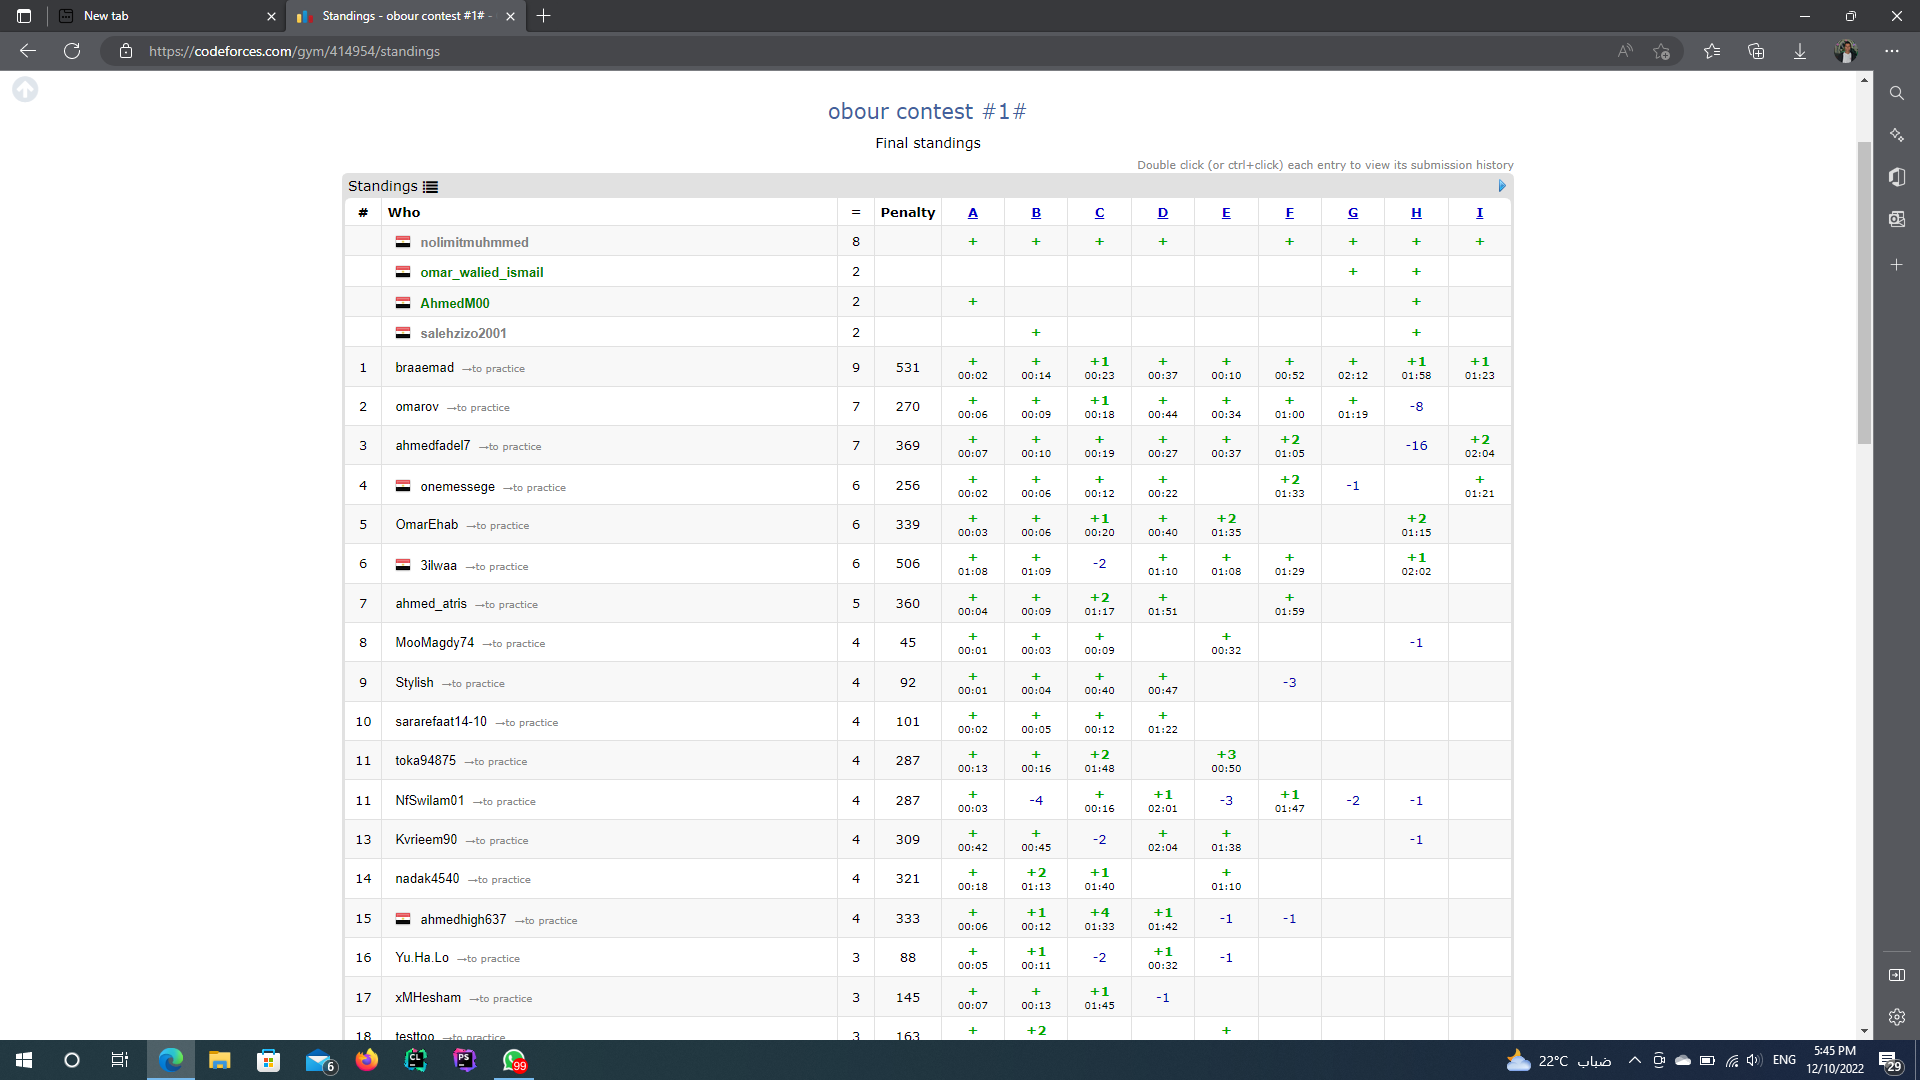 New tab
Standings - obour contest #1# -
https://codeforces.com/gym/414954/standings
obour contest #1#
Final standings
Double click (or ctrl+click) each entry to view its submission history
Standings
# Who = Penalty A B C D E F G H I
nolimitmuhmmed 8 + + + + + + + +
omar_walied_ismail 2 + +
AhmedM00 2 + +
salehzizo2001 2 + +
1 braaemad →to practice 9 531 + + +1 + + + + +1 +1
00:02 00:14 00:23 00:37 00:10 00:52 02:12 01:58 01:23
2 omarov →to practice 7 270 + + +1 + + + + -8
00:06 00:09 00:18 00:44 00:34 01:00 01:19
3 ahmedfadel7 →to practice 7 369 + + + + + +2 -16 +2
00:07 00:10 00:19 00:27 00:37 01:05 02:04
4 onemessege →to practice 6 256 + + + + +2 -1 +
00:02 00:06 00:12 00:22 01:33 01:21
5 OmarEhab →to practice 6 339 + + +1 + +2 +2
00:03 00:06 00:20 00:40 01:35 01:15
6 3ilwaa →to practice 6 506 + + -2 + + + +1
01:08 01:09 01:10 01:08 01:29 02:02
7 ahmed_atris →to practice 5 360 + + +2 + +
00:04 00:09 01:17 01:51 01:59
8 MooMagdy74 →to practice 4 45 + + + + -1
00:01 00:03 00:09 00:32
9 Stylish →to practice 4 92 + + + + -3
00:01 00:04 00:40 00:47
10 sararefaat14-10 →to practice 4 101 + + + +
00:02 00:05 00:12 01:22
11 toka94875 →to practice 4 287 + + +2 +3
00:13 00:16 01:48 00:50
11 NfSwilam01 →to practice 4 287 + -4 + +1 -3 +1 -2 -1
00:03 00:16 02:01 01:47
13 Kvrieem90 →to practice 4 309 + + -2 + + -1
00:42 00:45 02:04 01:38
14 nadak4540 →to practice 4 321 + +2 +1 +
00:18 01:13 01:40 01:10
15 ahmedhigh637 →to practice 4 333 + +1 +4 +1 -1 -1
00:06 00:12 01:33 01:42
16 Yu.Ha.Lo →to practice 3 88 + +1 -2 +1 -1
00:05 00:11 00:32
17 xMHesham →to practice 3 145 + + +1 -1
00:07 00:13 01:45
18 testtoo →to practice 3 163 + +2 +
6
CL
PS
99
22°C ضباب
ENG
5:45 PM
12/10/2022
29